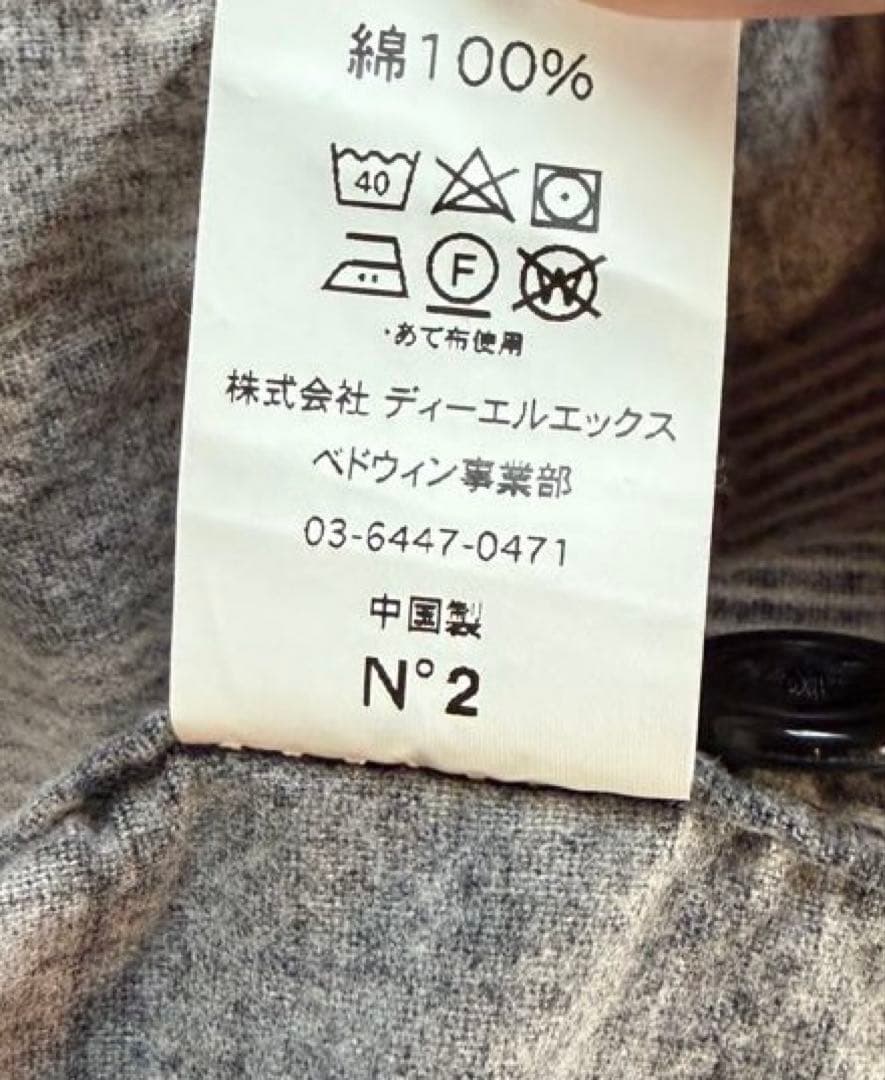 綿100%
40
F W
・あて布使用
株式会社 ディーエルエックス
ベドウィン事業部
03-6447-0471
中国製
N°2